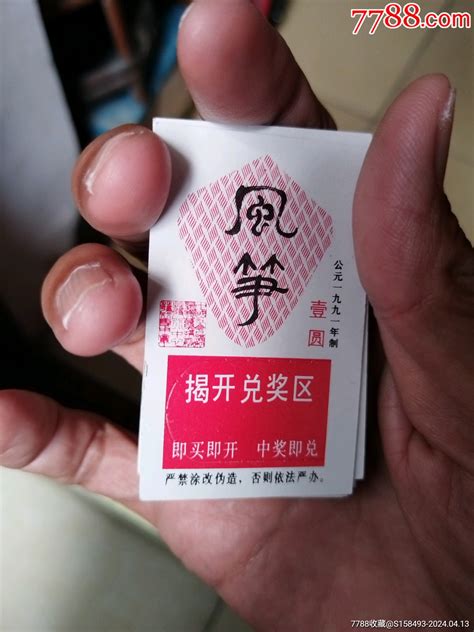 7788.com
風
筝
公元一九九一年制
壹圆
揭开兑奖区
即买即开 中奖即兑
严禁涂改伪造，否则依法严办。
7788收藏@S158493-2024.04.13